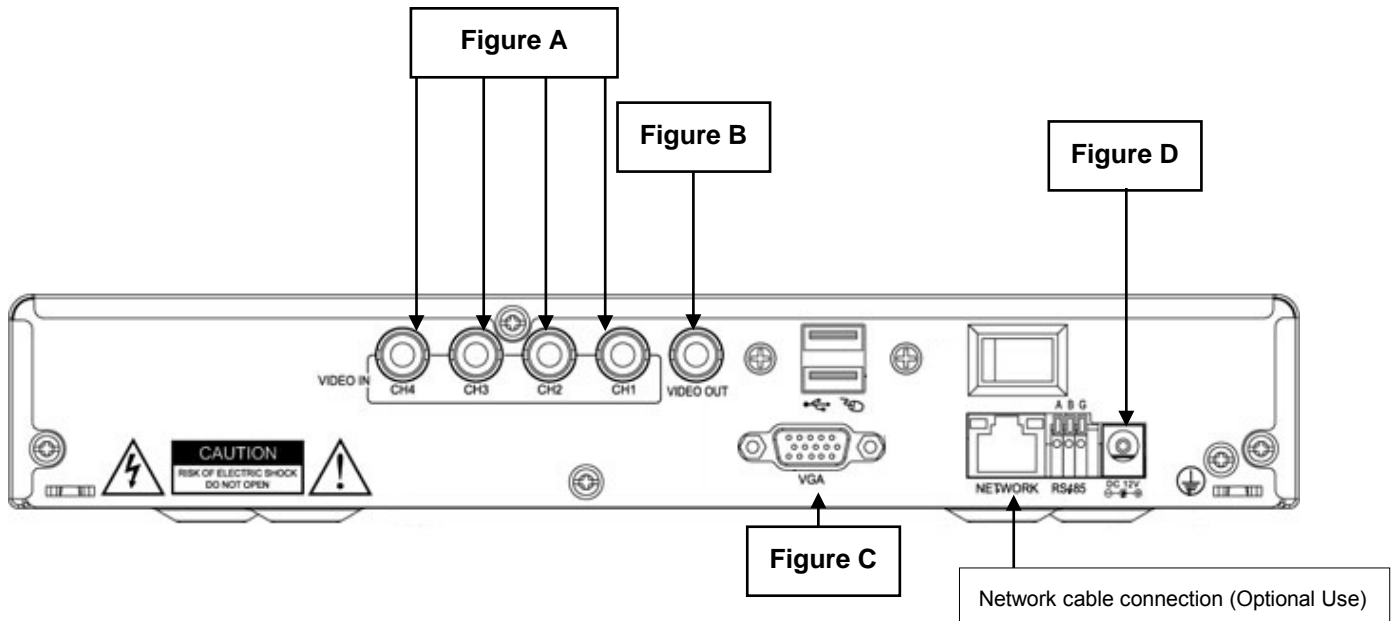 Figure A
Figure B
Figure D
VIDEO IN
CH4
CH3
CH2
CH1
VIDEO OUT
A B G
CAUTION
RISK OF ELECTRIC SHOCK
DO NOT OPEN
VGA
NETWORK
RS485
DC 12V
Figure C
Network cable connection (Optional Use)